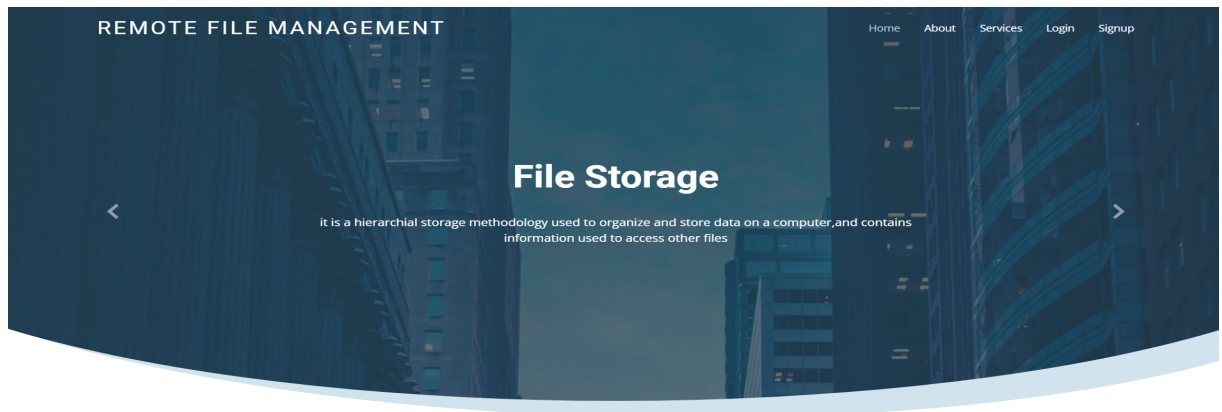 REMOTE FILE MANAGEMENT
Home About Services Login Signup
File Storage
it is a hierarchial storage methodology used to organize and store data on a computer,and contains
information used to access other files